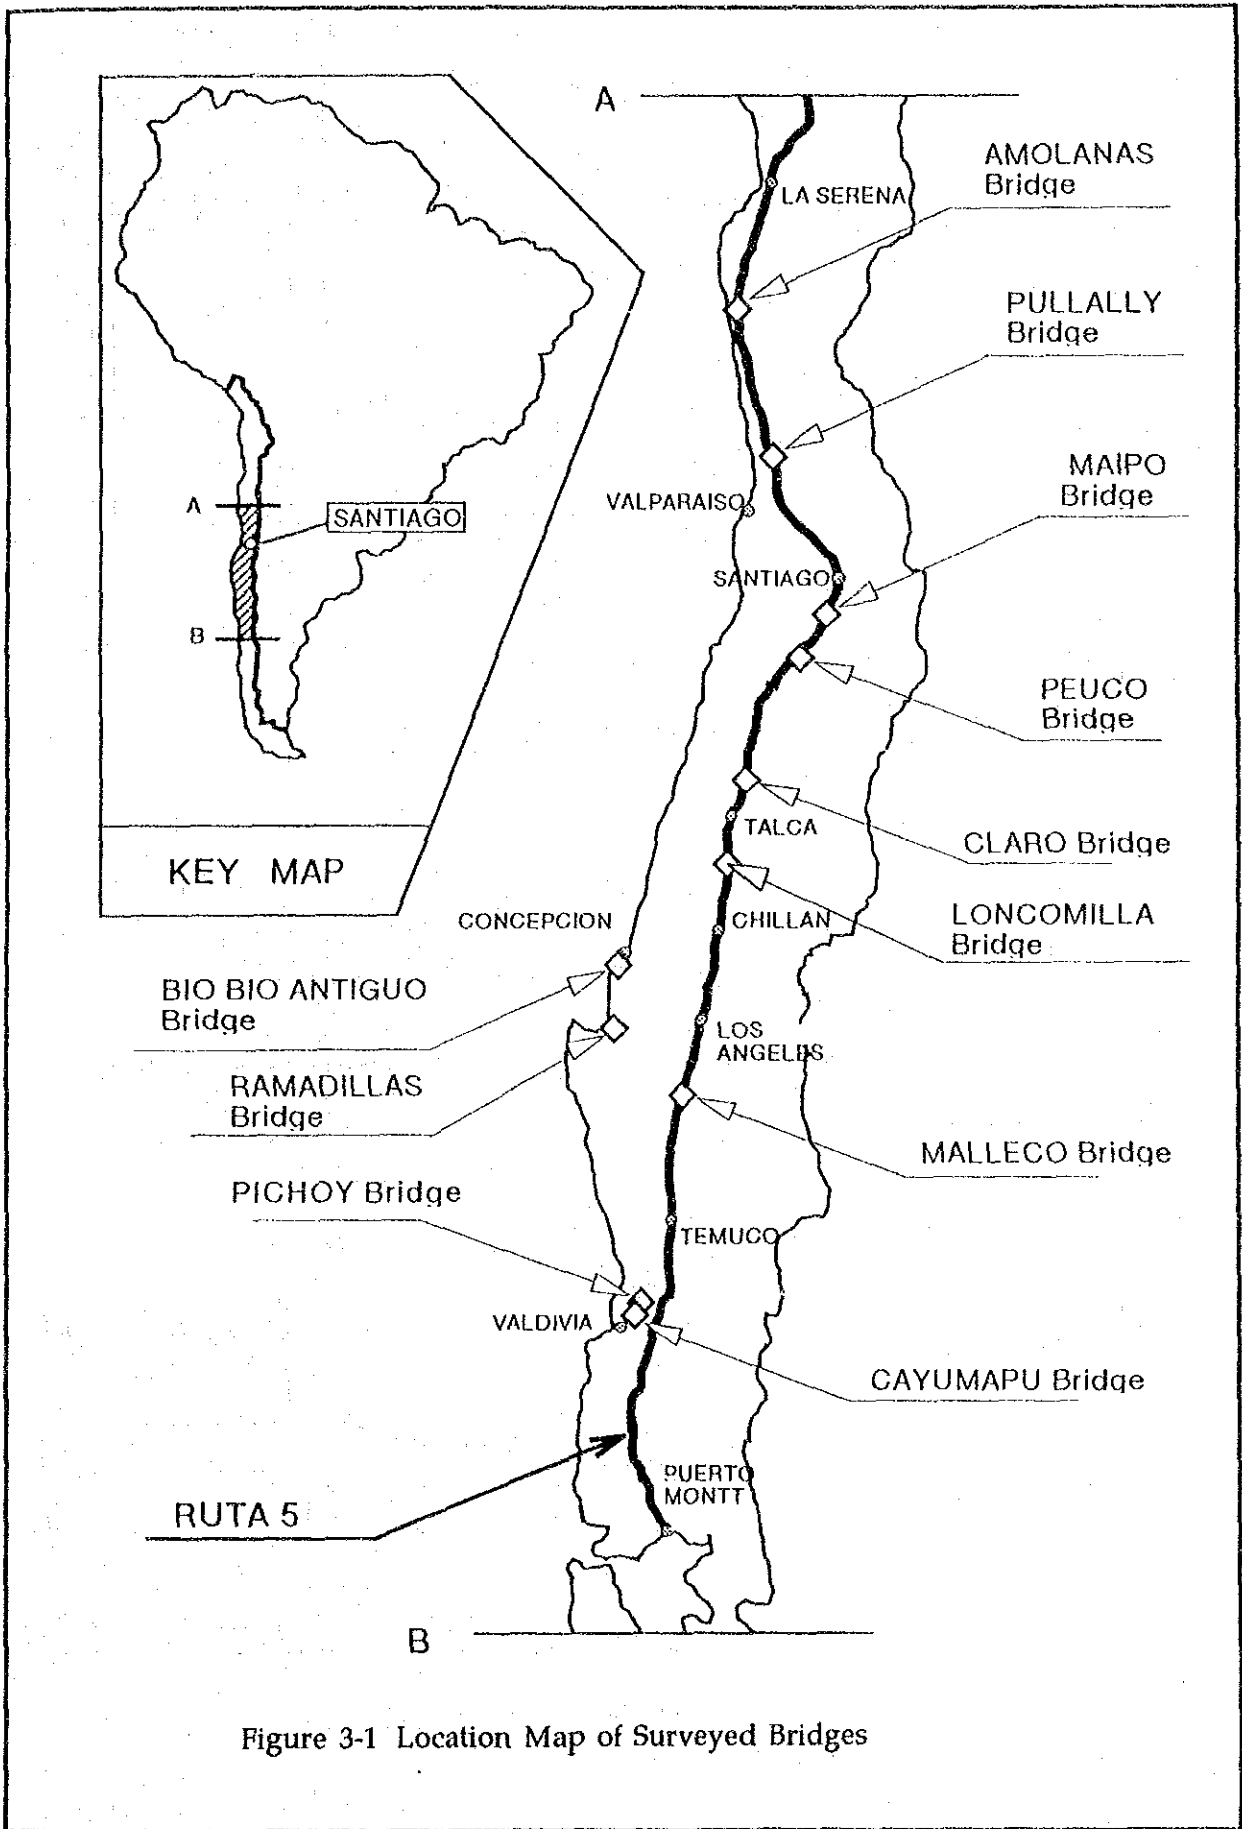 A
AMOLANAS
Bridge
LA SERENA
PULLALLY
Bridge
MAIPO
Bridge
VALPARAISO
A
SANTIAGO
SANTIAGO
B
PEUCO
Bridge
TALCA
CLARO Bridge
KEY MAP
CONCEPCION
CHILLAN
LONCOMILLA
Bridge
BIO BIO ANTIGUO
Bridge
LOS
ANGELES
RAMADILLAS
Bridge
MALLECO Bridge
PICHOY Bridge
TEMUCO
VALDIVIA
CAYUMAPU Bridge
PUERTO
MONTT
RUTA 5
B
Figure 3-1 Location Map of Surveyed Bridges